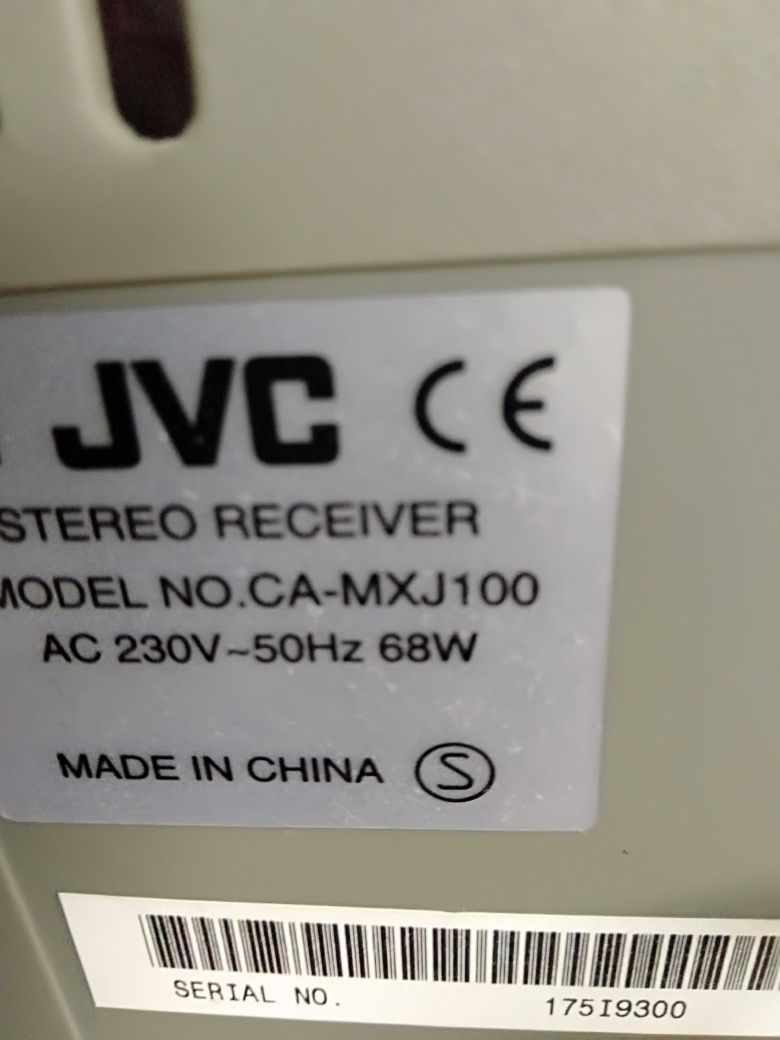 JVC CE
STEREO RECEIVER
MODEL NO.CA-MXJ100
AC 230V~50Hz 68W
MADE IN CHINA S
SERIAL NO. 175I9300